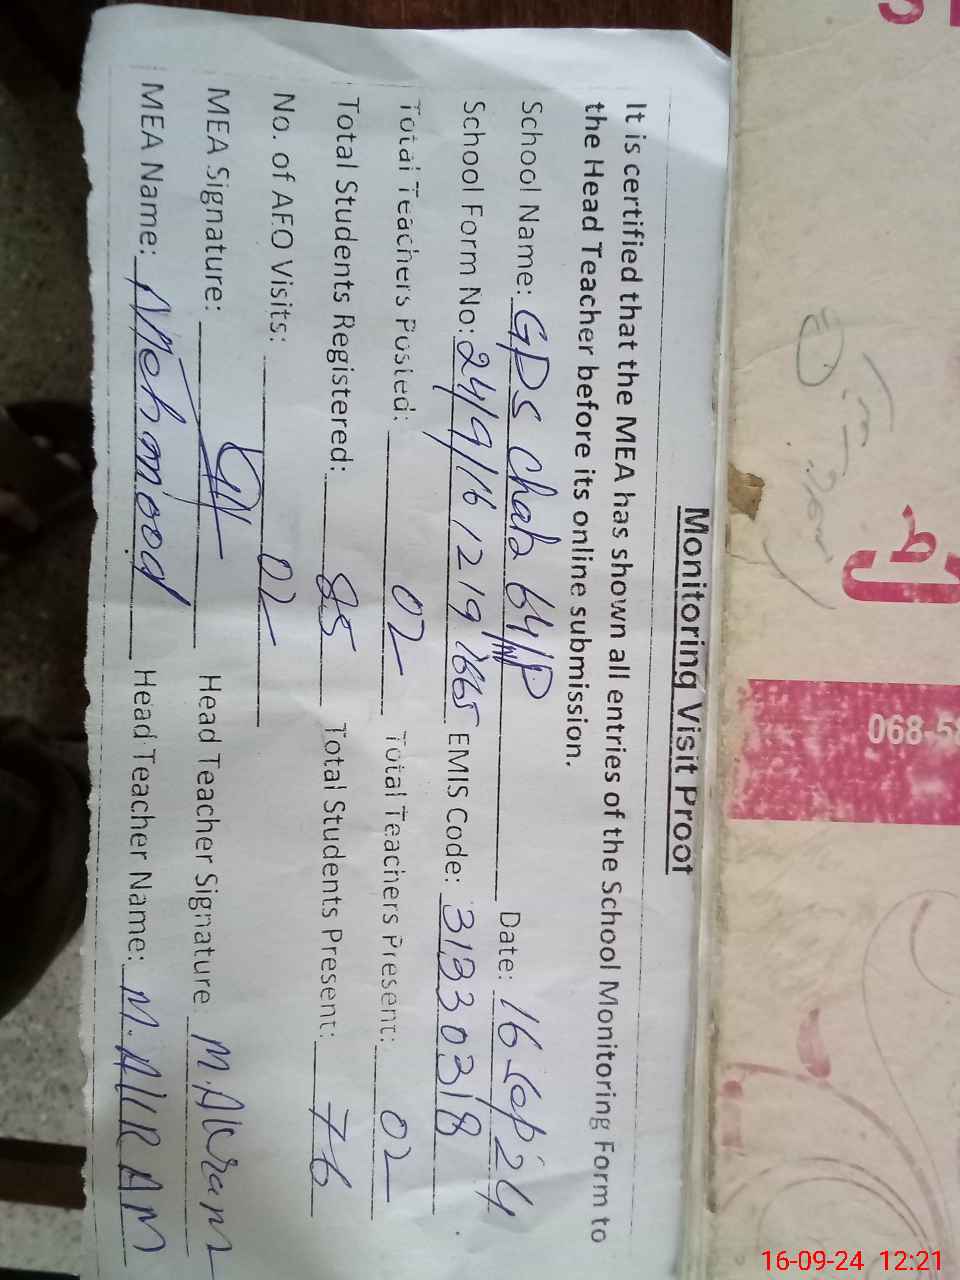 Monitoring Visit Proof
It is certified that the MEA has shown all entries of the School Monitoring Form to
the Head Teacher before its online submission.
School Name: GPS chak 64/P Date: 16-Sep-24
School Form No: 24/9/16 1219 1665 EMIS Code: 31330318
Total Teachers Posted: 02 Total Teachers Present: 02
Total Students Registered: 85 Total Students Present: 76
No. of AEO Visits: 02
MEA Signature: Head Teacher Signature: M.Akram
MEA Name: Mehmood Head Teacher Name: M.AKRAM
068-58
16-09-24 12:21